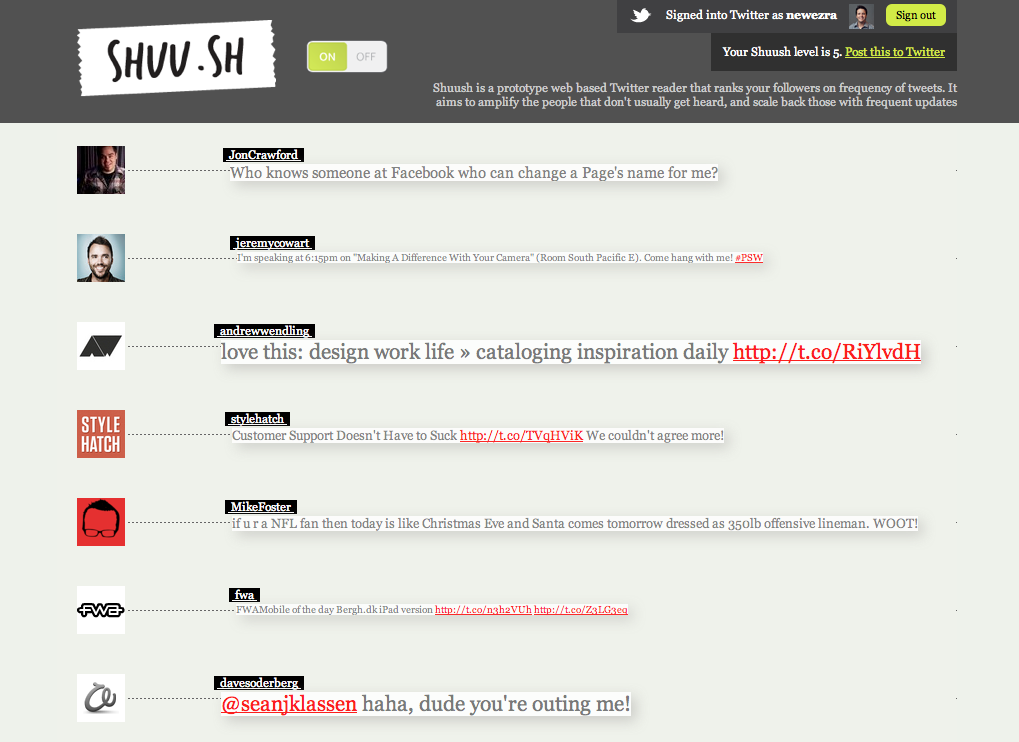 SHUU.SH
ON OFF
Signed into Twitter as newezra Sign out
Your Shuush level is 5. Post this to Twitter
Shuush is a prototype web based Twitter reader that ranks your followers on frequency of tweets. It
aims to amplify the people that don't usually get heard, and scale back those with frequent updates
JonCrawford
Who knows someone at Facebook who can change a Page's name for me?
jeremycowart
I'm speaking at 6:15pm on "Making A Difference With Your Camera" (Room South Pacific E). Come hang with me! #PSW
andrewwendling
love this: design work life » cataloging inspiration daily http://t.co/RiYlvdH
STYLE
HATCH
stylehatch
Customer Support Doesn't Have to Suck http://t.co/TVqHViK We couldn't agree more!
MikeFoster
if u r a NFL fan then today is like Christmas Eve and Santa comes tomorrow dressed as 350lb offensive lineman. WOOT!
FWA
fwa
FWAMobile of the day Bergh.dk iPad version http://t.co/n3h2VUh http://t.co/Z3LG3eq
davesoderberg
@seanjklassen haha, dude you're outing me!